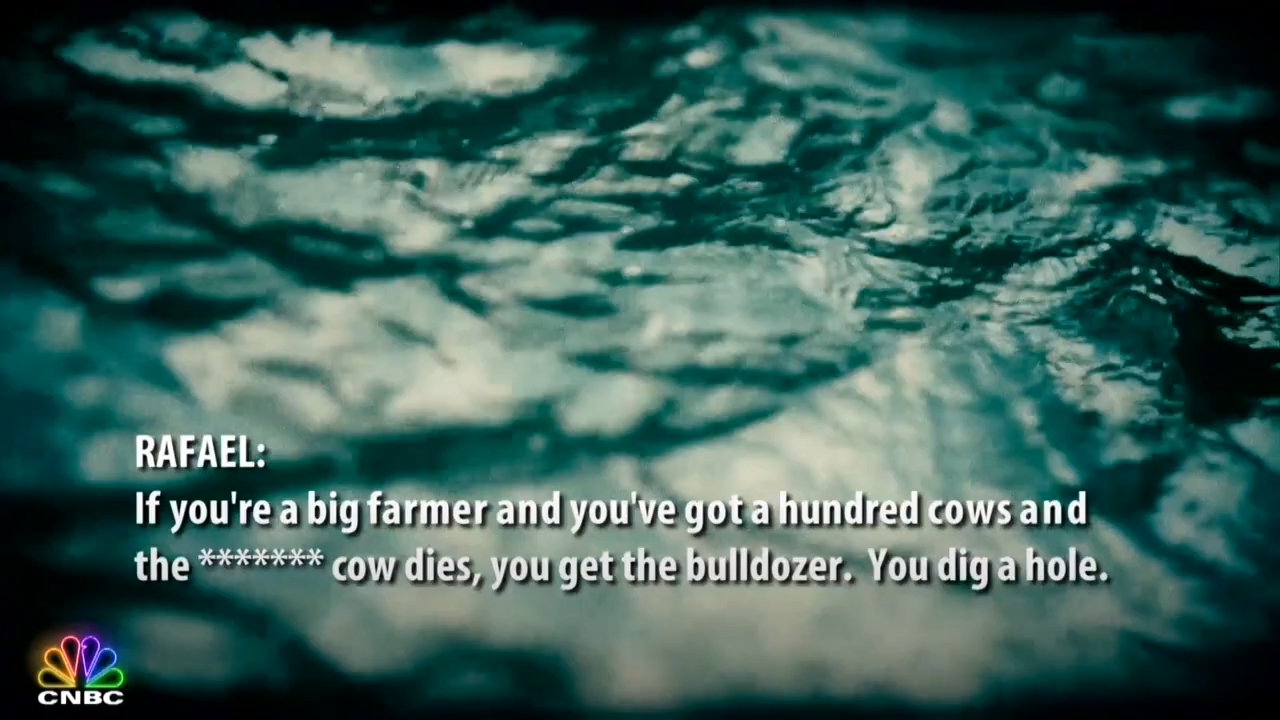 RAFAEL:
If you're a big farmer and you've got a hundred cows and
the ******* cow dies, you get the bulldozer.  You dig a hole.
CNBC